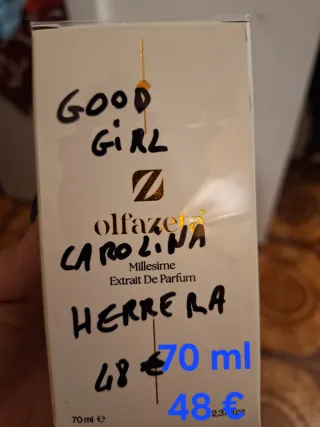 GOOD
GiRL
olfazeta
CAROLiNA
Millesime
Extrait De Parfum
HERRERA
48 €
70 ml
48 €
70 ml e